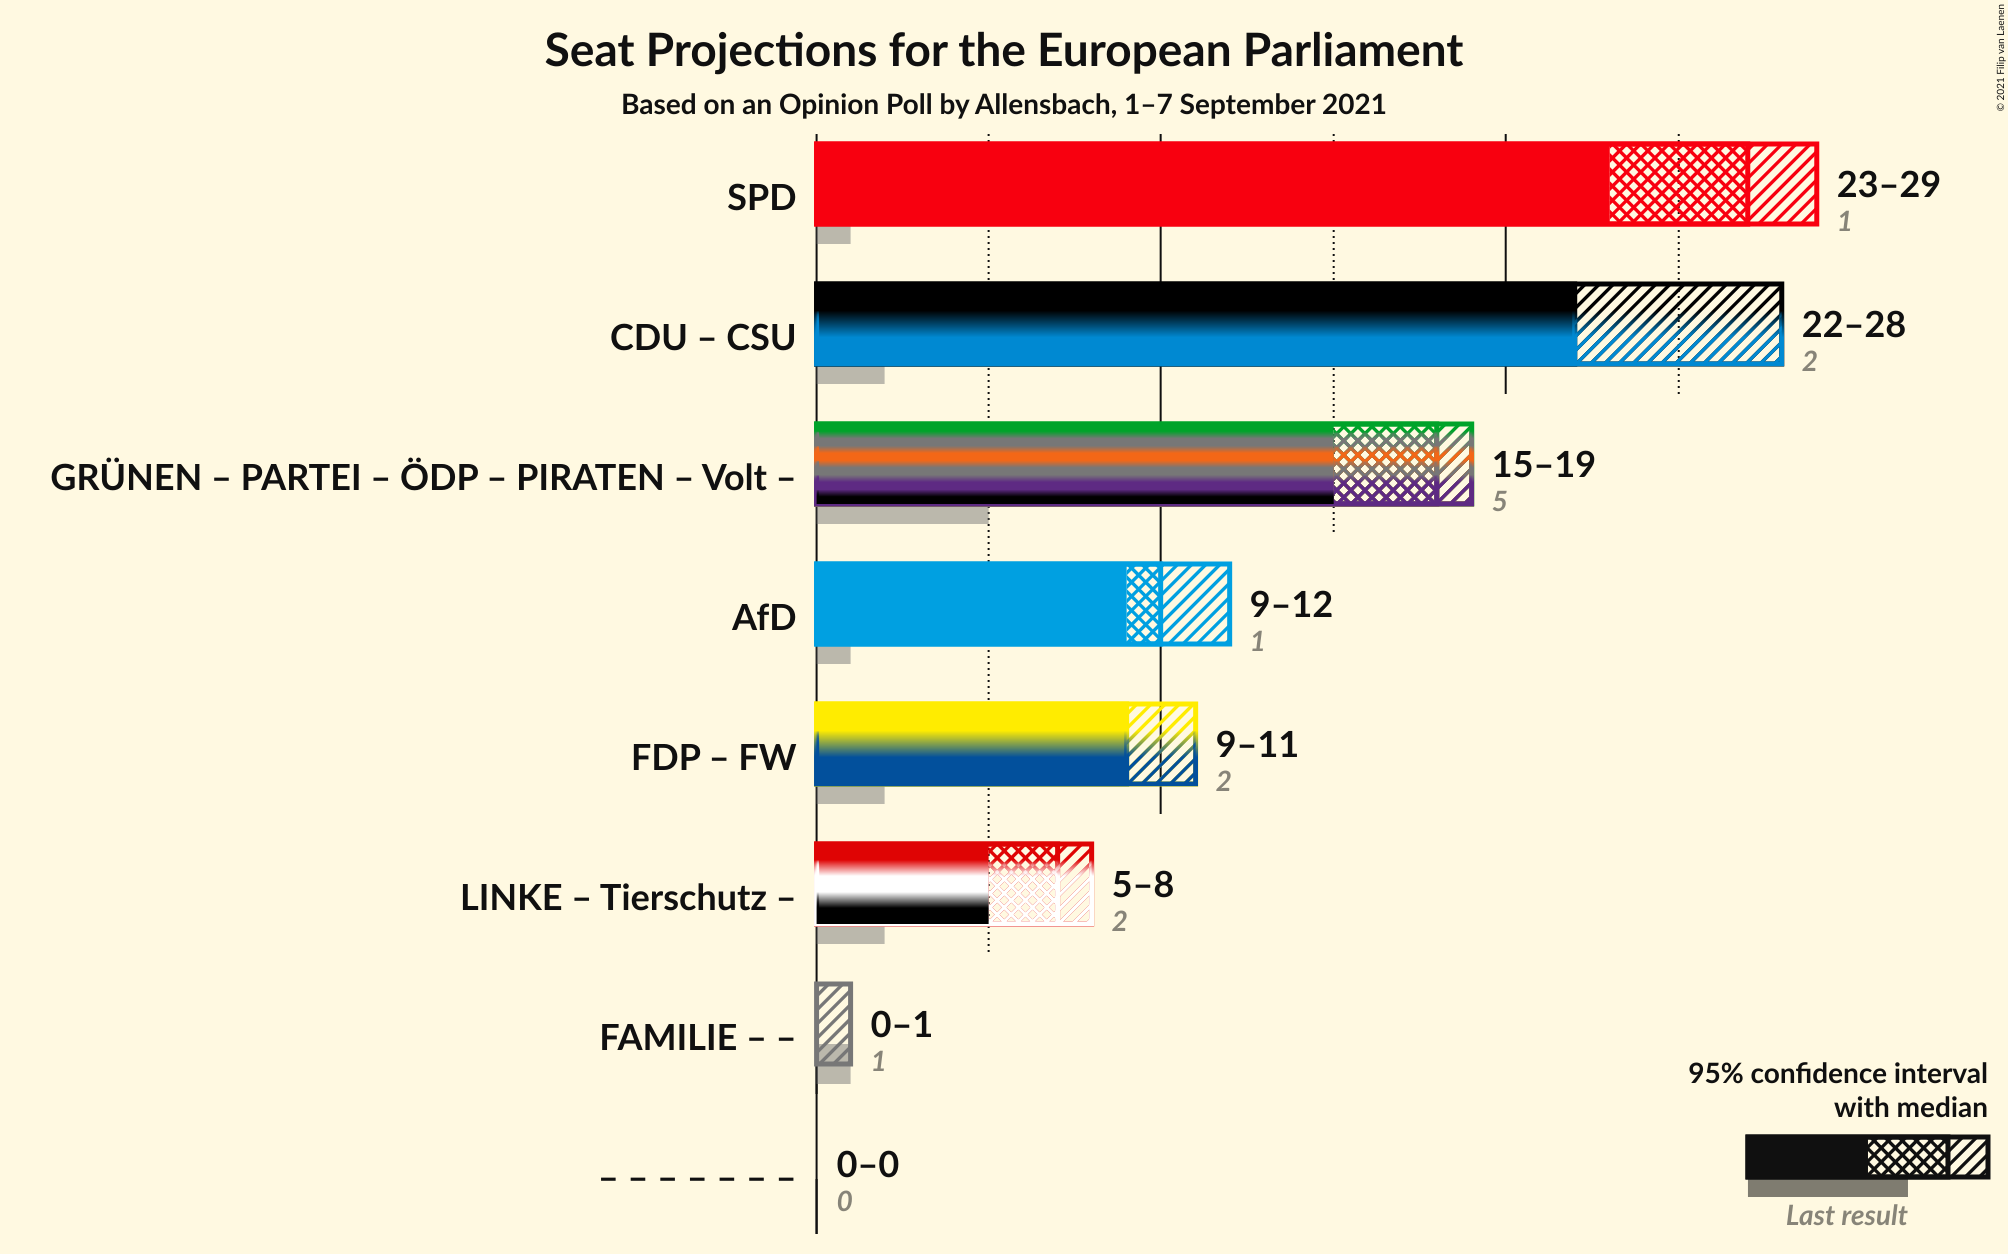 Seat Projections for the European Parliament
Based on an Opinion Poll by Allensbach, 1–7 September 2021
© 2021 Filip van Laenen
SPD
23–29
1
CDU – CSU
22–28
2
GRÜNEN – PARTEI – ÖDP – PIRATEN – Volt –
15–19
5
AfD
9–12
1
FDP – FW
9–11
2
LINKE – Tierschutz –
5–8
2
FAMILIE – –
0–1
1
– – – – – – –
0–0
0
95% confidence interval
with median
Last result